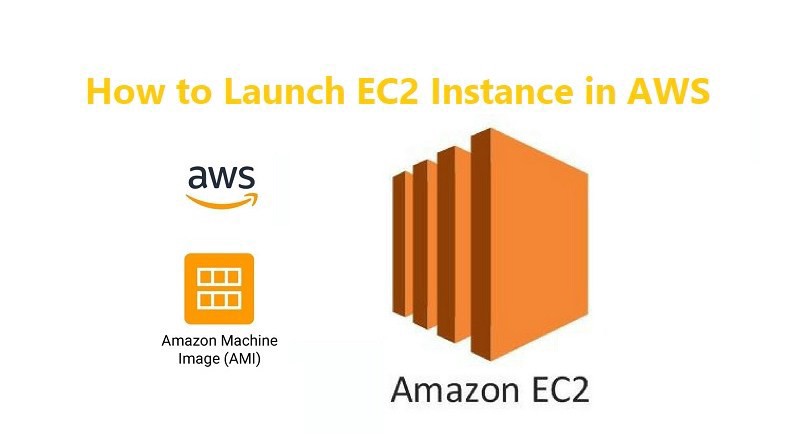 How to Launch EC2 Instance in AWS
aws
Amazon Machine
Image (AMI)
Amazon EC2